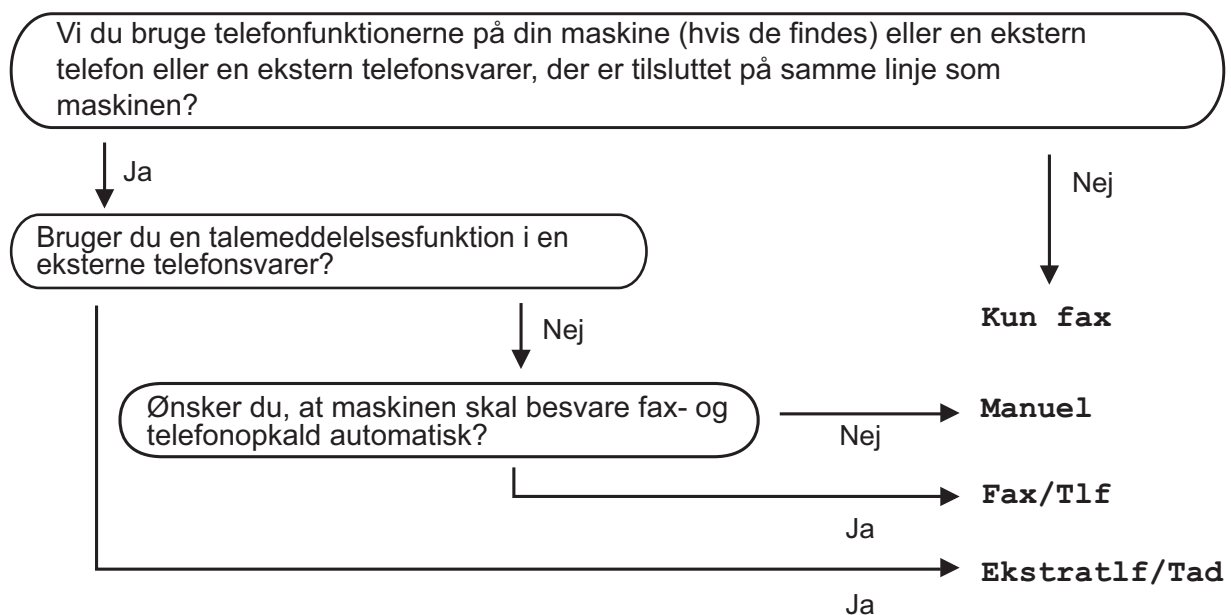 Vi du bruge telefonfunktionerne på din maskine (hvis de findes) eller en ekstern
telefon eller en ekstern telefonsvarer, der er tilsluttet på samme linje som
maskinen?
Ja
Nej
Bruger du en talemeddelelsesfunktion i en
eksterne telefonsvarer?
Kun fax
Nej
Ønsker du, at maskinen skal besvare fax- og
telefonopkald automatisk?
Manuel
Nej
Fax/Tlf
Ja
Ekstratlf/Tad
Ja